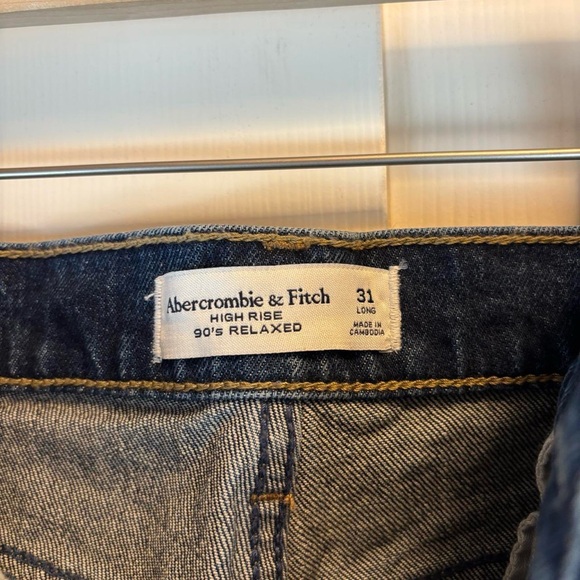 Abercrombie & Fitch
HIGH RISE
90's RELAXED
31
LONG
MADE IN
CAMBODIA